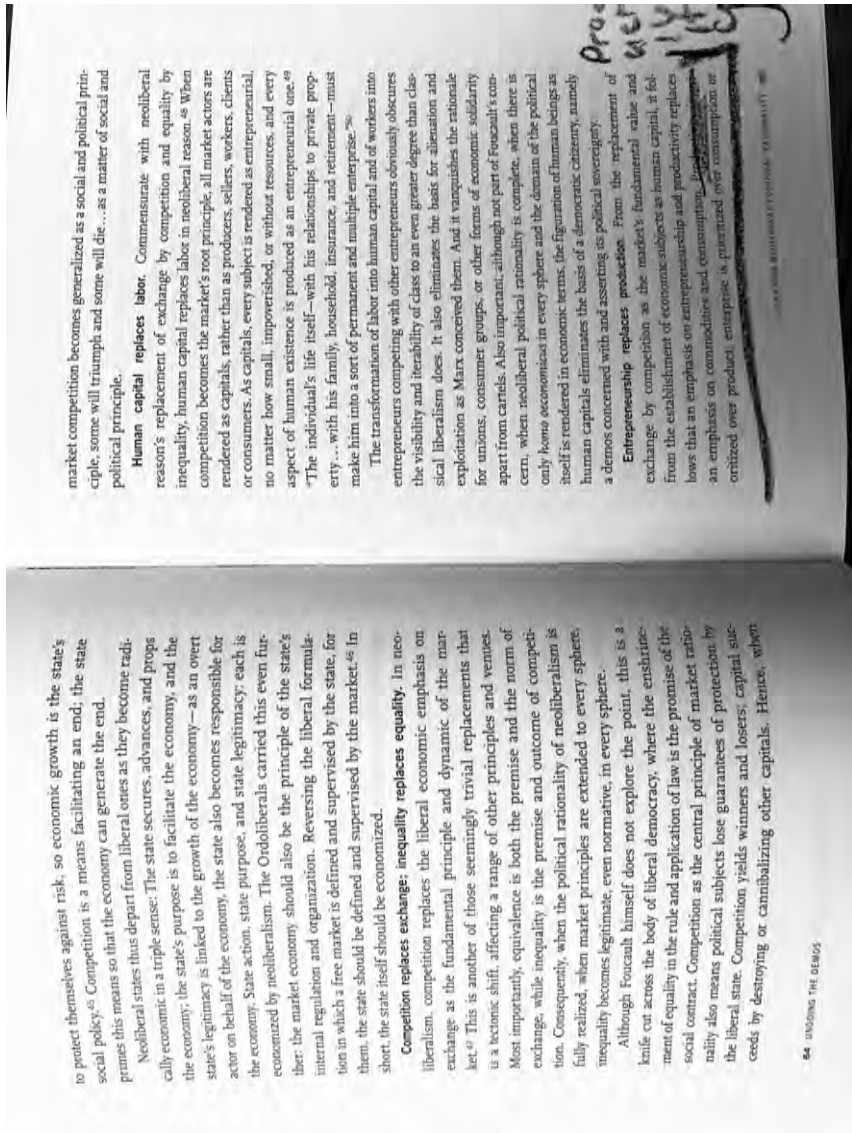 to protect themselves against risk, so economic growth is the state's
social policy.45 Competition is a means facilitating an end; the state
primes this means so that the economy can generate the end.
Neoliberal states thus depart from liberal ones as they become radi-
cally economic in a triple sense: The state secures, advances, and props
the economy; the state's purpose is to facilitate the economy, and the
state's legitimacy is linked to the growth of the economy—as an overt
actor on behalf of the economy, the state also becomes responsible for
the economy. State action, state purpose, and state legitimacy: each is
economized by neoliberalism. The Ordoliberals carried this even fur-
ther: the market economy should also be the principle of the state's
internal regulation and organization. Reversing the liberal formula-
tion in which a free market is defined and supervised by the state, for
them, the state should be defined and supervised by the market.46 In
short, the state itself should be economized.
Competition replaces exchange; inequality replaces equality. In neo-
liberalism, competition replaces the liberal economic emphasis on
exchange as the fundamental principle and dynamic of the mar-
ket.47 This is another of those seemingly trivial replacements that
is a tectonic shift, affecting a range of other principles and venues.
Most importantly, equivalence is both the premise and the norm of
exchange, while inequality is the premise and outcome of competi-
tion. Consequently, when the political rationality of neoliberalism is
fully realized, when market principles are extended to every sphere,
inequality becomes legitimate, even normative, in every sphere.
Although Foucault himself does not explore the point, this is a
knife cut across the body of liberal democracy, where the enshrine-
ment of equality in the rule and application of law is the promise of the
social contract. Competition as the central principle of market ratio-
nality also means political subjects lose guarantees of protection by
the liberal state. Competition yields winners and losers; capital suc-
ceeds by destroying or cannibalizing other capitals. Hence, when
64 UNDOING THE DEMOS
market competition becomes generalized as a social and political prin-
ciple, some will triumph and some will die...as a matter of social and
political principle.
Human capital replaces labor. Commensurate with neoliberal
reason's replacement of exchange by competition and equality by
inequality, human capital replaces labor in neoliberal reason.48 When
competition becomes the market's root principle, all market actors are
rendered as capitals, rather than as producers, sellers, workers, clients
or consumers. As capitals, every subject is rendered as entrepreneurial,
no matter how small, impoverished, or without resources, and every
aspect of human existence is produced as an entrepreneurial one.49
"The individual's life itself—with his relationships to private prop-
erty...with his family, household, insurance, and retirement—must
make him into a sort of permanent and multiple enterprise."50
The transformation of labor into human capital and of workers into
entrepreneurs competing with other entrepreneurs obviously obscures
the visibility and iterability of class to an even greater degree than clas-
sical liberalism does. It also eliminates the basis for alienation and
exploitation as Marx conceived them. And it vanquishes the rationale
for unions, consumer groups, or other forms of economic solidarity
apart from cartels. Also important, although not part of Foucault's con-
cern, when neoliberal political rationality is complete, when there is
only homo oeconomicus in every sphere and the domain of the political
itself is rendered in economic terms, the figuration of human beings as
human capitals eliminates the basis of a democratic citizenry, namely
a demos concerned with and asserting its political sovereignty.
Entrepreneurship replaces production. From the replacement of
exchange by competition as the market's fundamental value and
from the establishment of economic subjects as human capital, it fol-
lows that an emphasis on entrepreneurship and productivity replaces
an emphasis on commodities and consumption.
oritized over product; enterprise is prioritized over consumption or